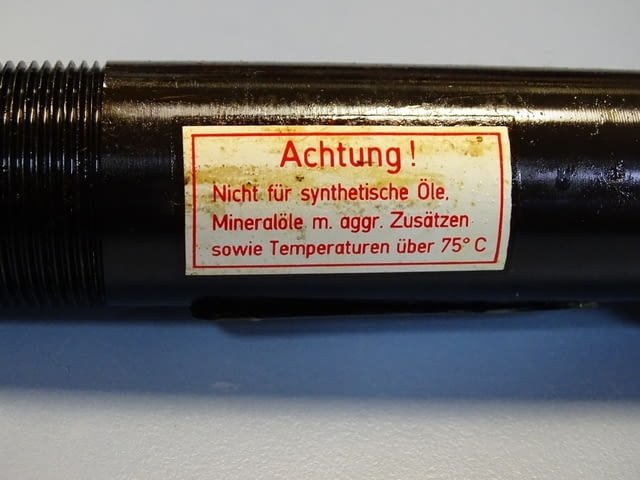 Achtung!
Nicht für synthetische Öle,
Mineralöle m. aggr. Zusätzen
sowie Temperaturen über 75° C